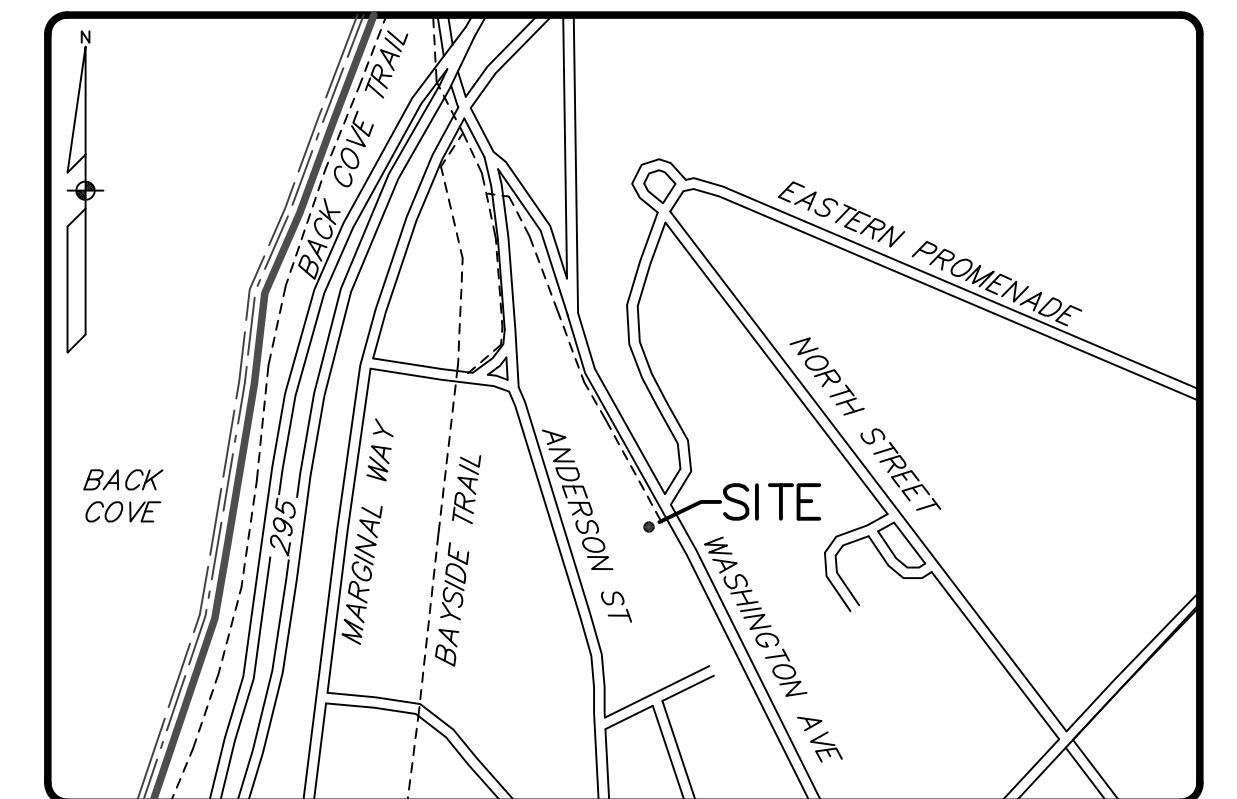 N
BACK COVE TRAIL
EASTERN PROMENADE
NORTH STREET
BACK
COVE
295
MARGINAL WAY
BAYSIDE TRAIL
ANDERSON ST
SITE
WASHINGTON AVE